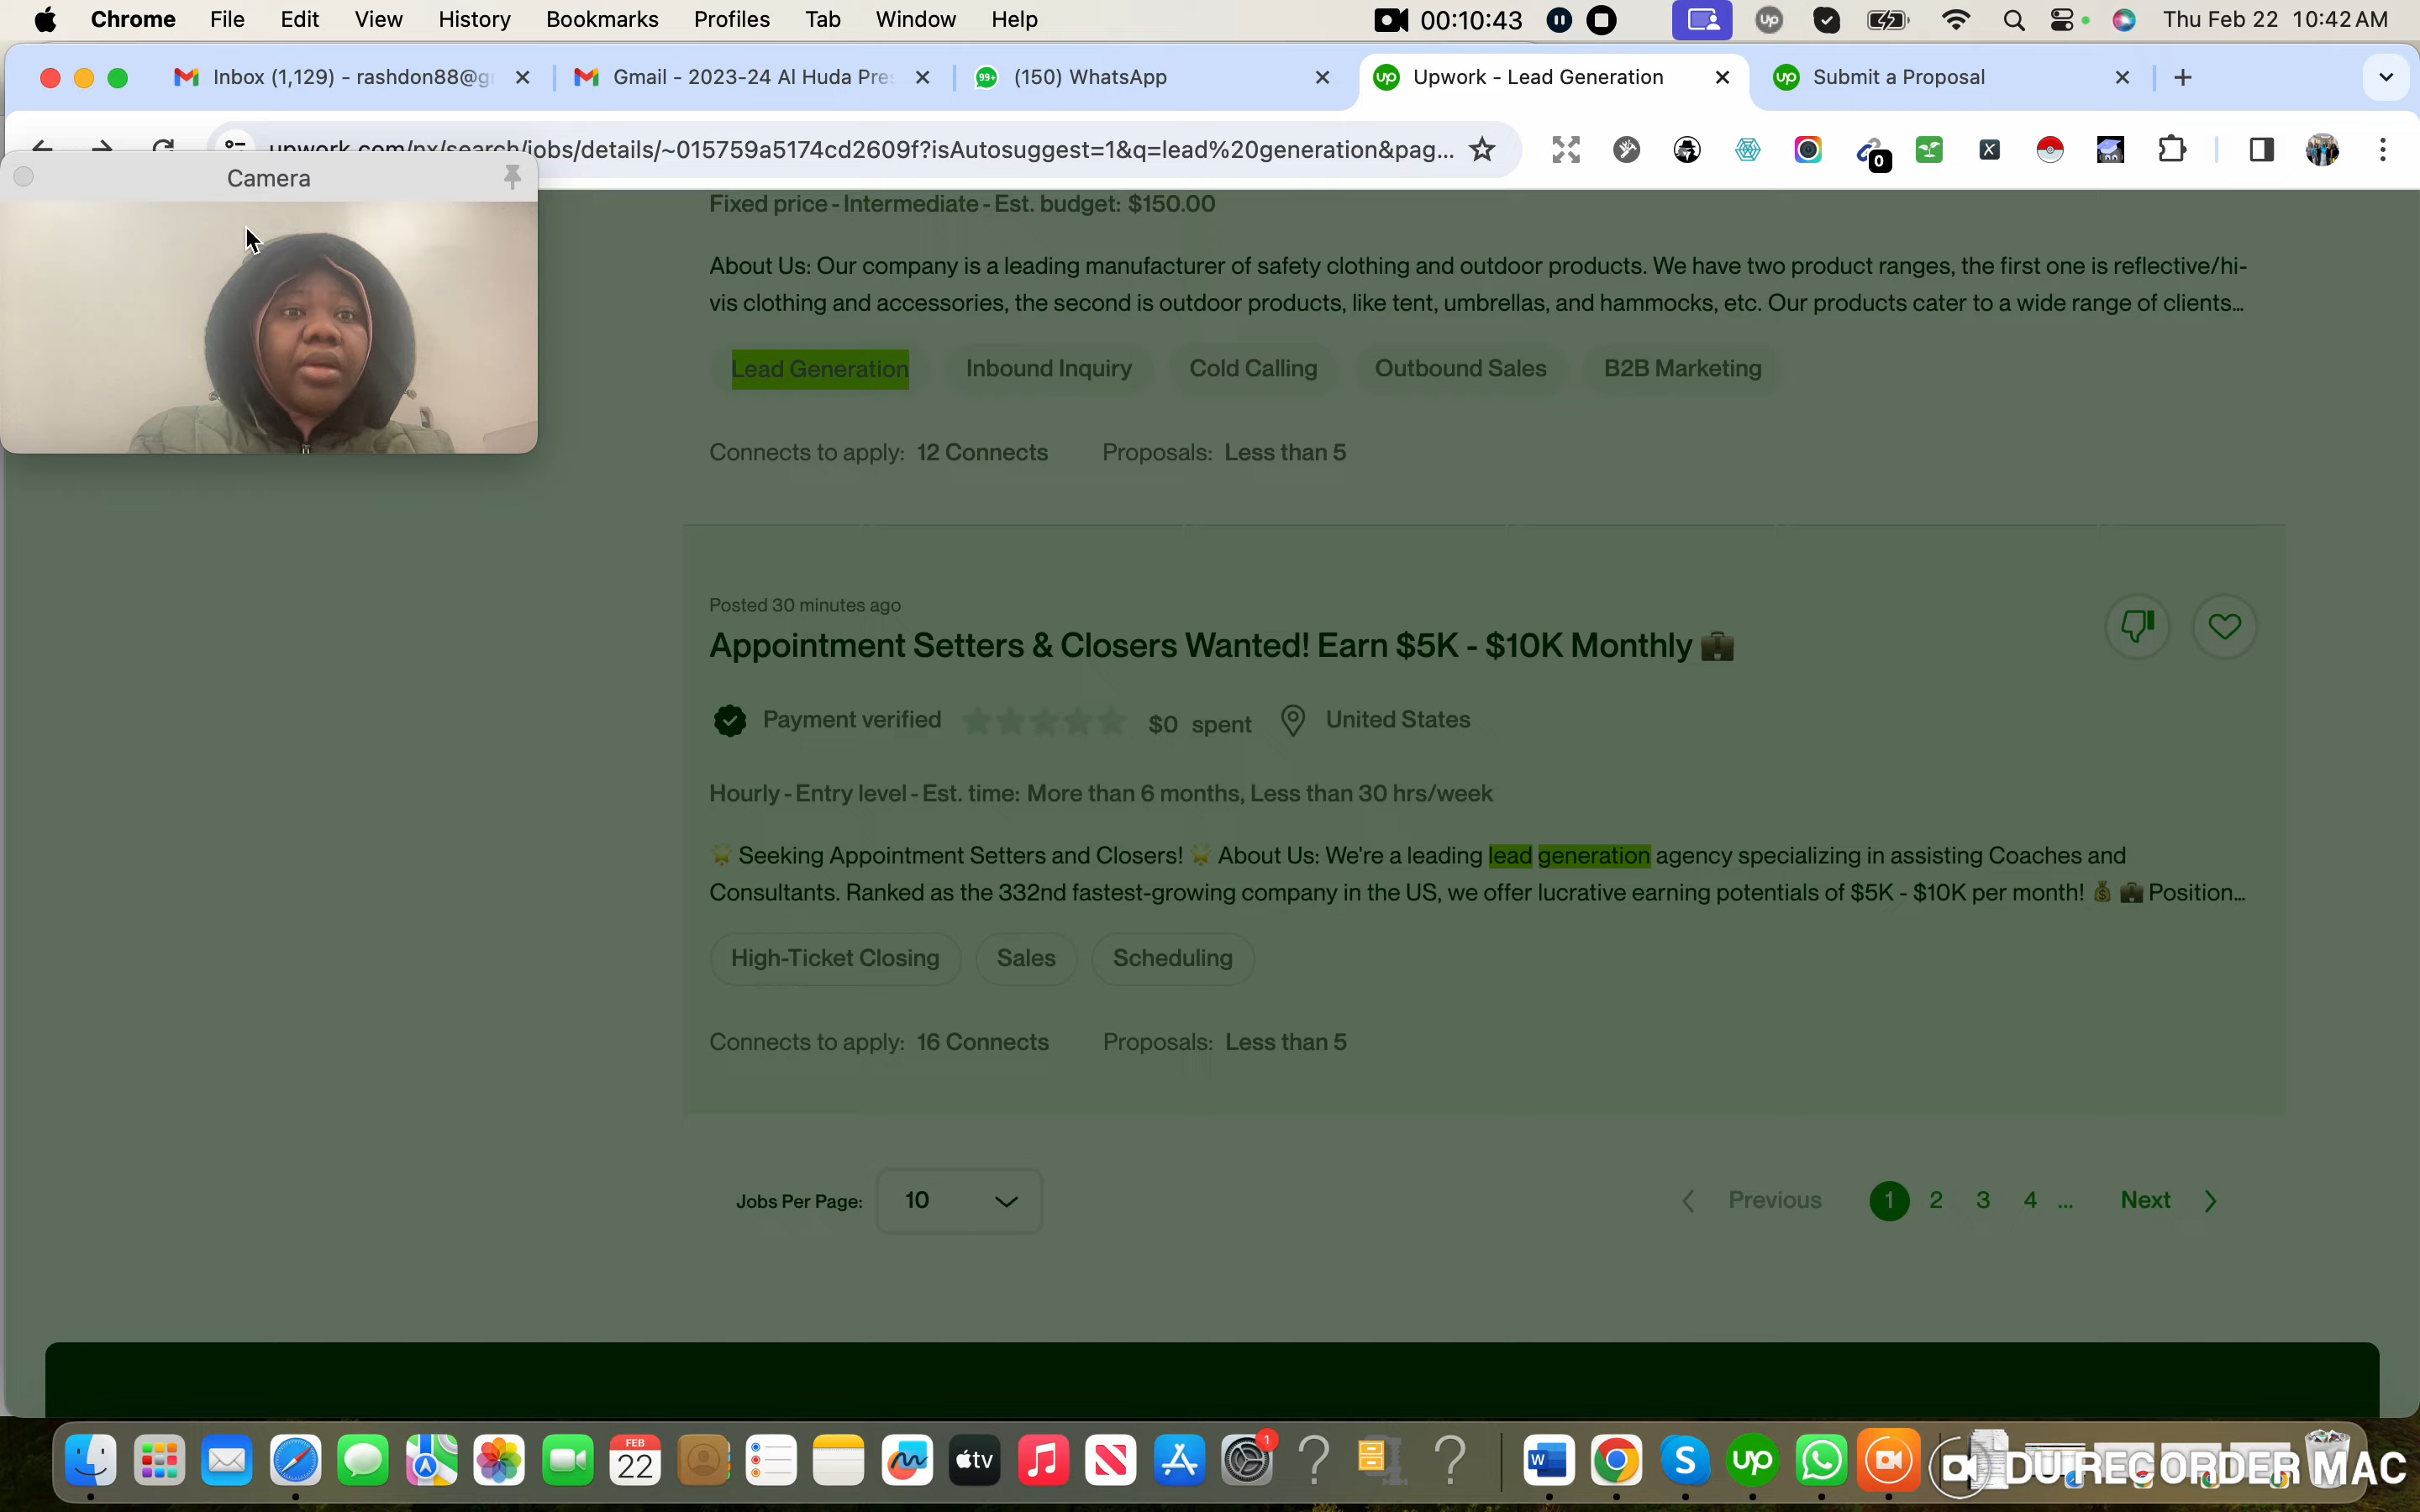 Chrome File Edit View History Bookmarks Profiles Tab Window Help 00:10:43 Thu Feb 22 10:42 AM
Inbox (1,129) - rashdon88@g Gmail - 2023-24 Al Huda Pre (150) WhatsApp Upwork - Lead Generation Submit a Proposal
upwork.com/nx/search/jobs/details/~015759a5174cd2609f?isAutosuggest=1&q=lead%20generation&pag...
Camera
Fixed price - Intermediate - Est. budget: $150.00
About Us: Our company is a leading manufacturer of safety clothing and outdoor products. We have two product ranges, the first one is reflective/hi-
vis clothing and accessories, the second is outdoor products, like tent, umbrellas, and hammocks, etc. Our products cater to a wide range of clients...
Lead Generation Inbound Inquiry Cold Calling Outbound Sales B2B Marketing
Connects to apply: 12 Connects Proposals: Less than 5
Posted 30 minutes ago
Appointment Setters & Closers Wanted! Earn $5K - $10K Monthly
Payment verified $0 spent United States
Hourly - Entry level - Est. time: More than 6 months, Less than 30 hrs/week
Seeking Appointment Setters and Closers! About Us: We're a leading lead generation agency specializing in assisting Coaches and
Consultants. Ranked as the 332nd fastest-growing company in the US, we offer lucrative earning potentials of $5K - $10K per month! Position...
High-Ticket Closing Sales Scheduling
Connects to apply: 16 Connects Proposals: Less than 5
Jobs Per Page: 10 Previous 1 2 3 4 ... Next
FEB
22
tv
1
DU RECORDER MAC